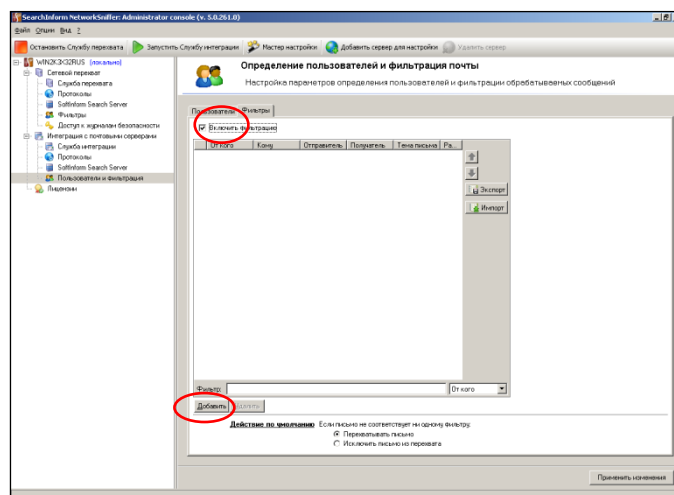 SearchInform NetworkSniffer: Administrator console (v. 5.0.261.0)
Файл Опции Вид ?
Остановить Службу перехвата Запустить Службу интеграции Мастер настройки Добавить сервер для настройки Удалить сервер
WIN2K3X32RUS (локально)
Сетевой перехват
Служба перехвата
Протоколы
SoftInform Search Server
Фильтры
Доступ к журналам безопасности
Интеграция с почтовыми серверами
Служба интеграции
Протоколы
SoftInform Search Server
Пользователи и Фильтрация
Лицензии
Определение пользователей и фильтрация почты
Настройка параметров определения пользователей и фильтрации обрабатываемых сообщений
Пользователи Фильтры
Включить фильтрацию
От кого Кому Отправитель Получатель Тема письма Ра...
Экспорт
Импорт
Фильтр: От кого
Добавить Удалить
Действие по умолчанию Если письмо не соответствует ни одному фильтру:
Перехватывать письмо
Исключить письмо из перехвата
Применить изменения